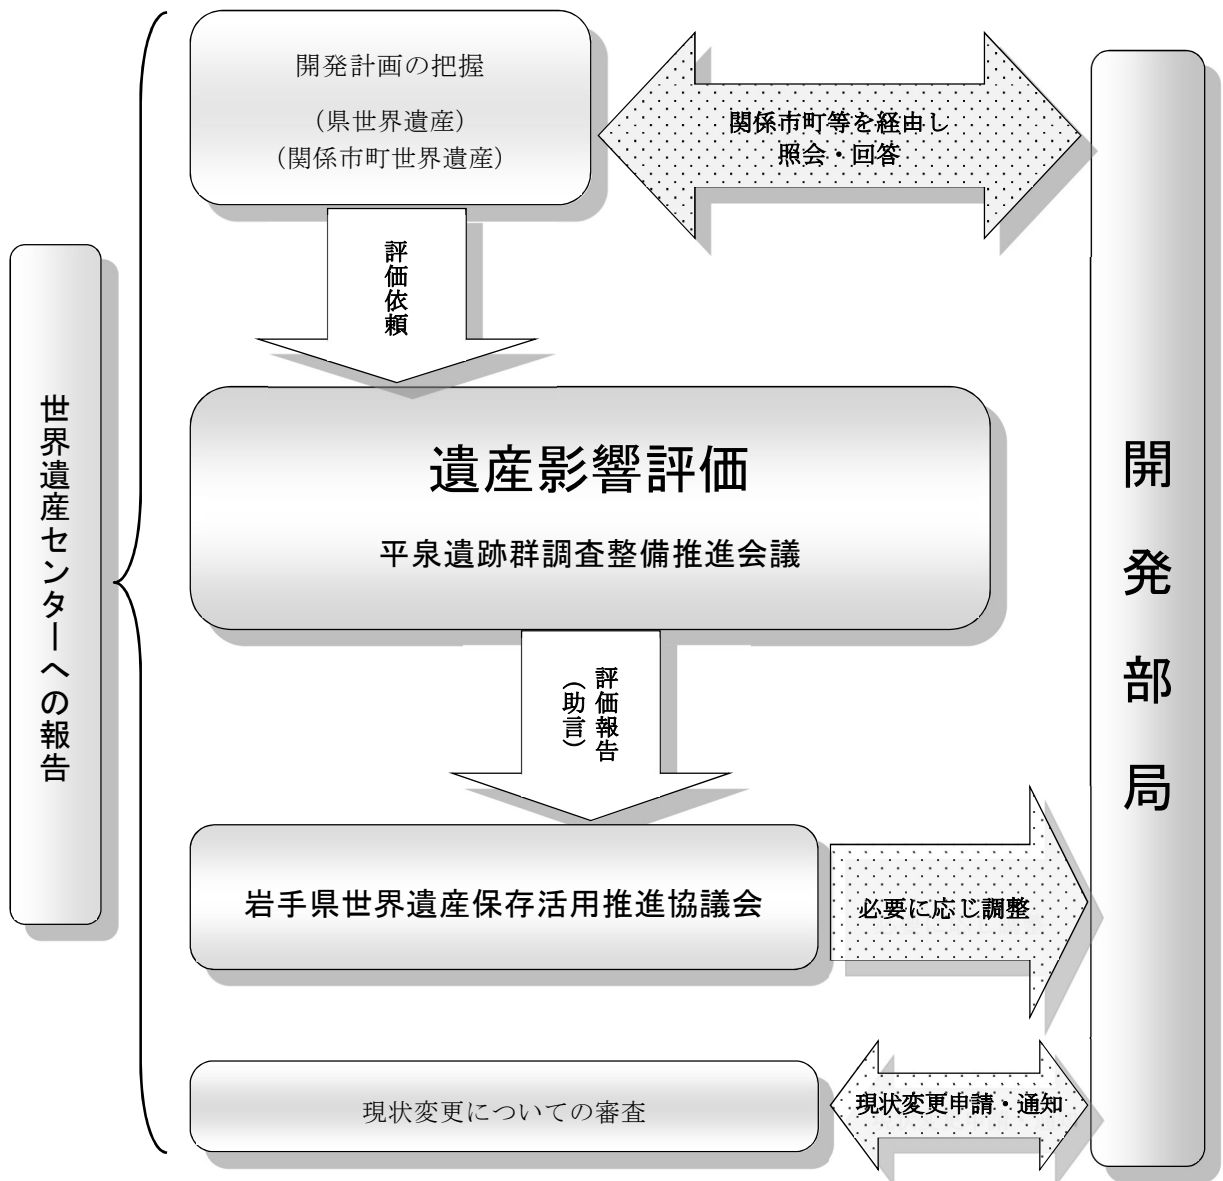 開発計画の把握
（県世界遺産）
（関係市町世界遺産）
関係市町等を経由し
照会・回答
評価依頼
世界遺産センターへの報告
遺産影響評価
平泉遺跡群調査整備推進会議
開発部局
評価報告
（助言）
岩手県世界遺産保存活用推進協議会
必要に応じ調整
現状変更についての審査
現状変更申請・通知